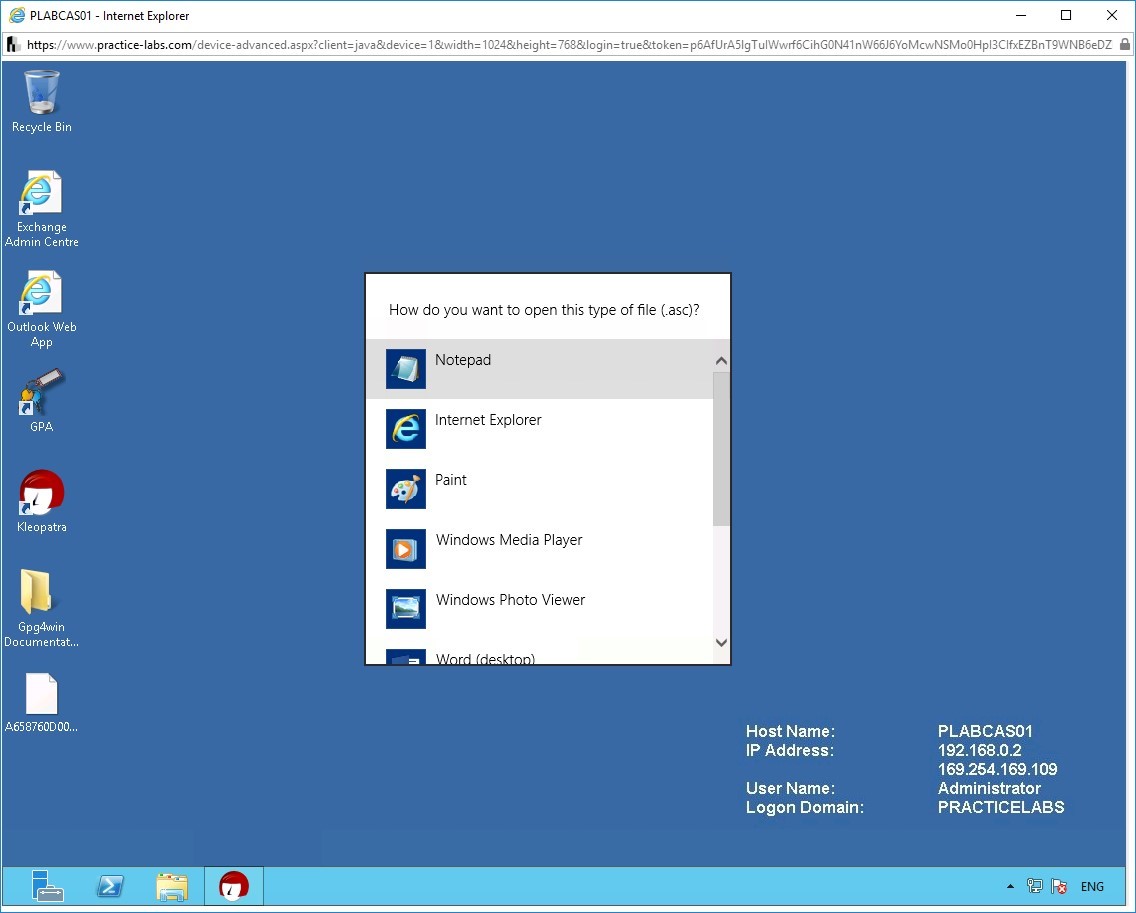 PLABCAS01 - Internet Explorer
https://www.practice-labs.com/device-advanced.aspx?client=java&device=1&width=1024&height=768&login=true&token=p6AfUrA5IgTulWwrf6CihG0N41nW66J6YoMcwNSMo0Hpl3ClfxEZBnT9WNB6eDZ
Recycle Bin
Exchange
Admin Centre
Outlook Web
App
GPA
Kleopatra
Gpg4win
Documentat...
A658760D00...
How do you want to open this type of file (.asc)?
Notepad
Internet Explorer
Paint
Windows Media Player
Windows Photo Viewer
Word (desktop)
Host Name: PLABCAS01
IP Address: 192.168.0.2
169.254.169.109
User Name: Administrator
Logon Domain: PRACTICELABS
ENG